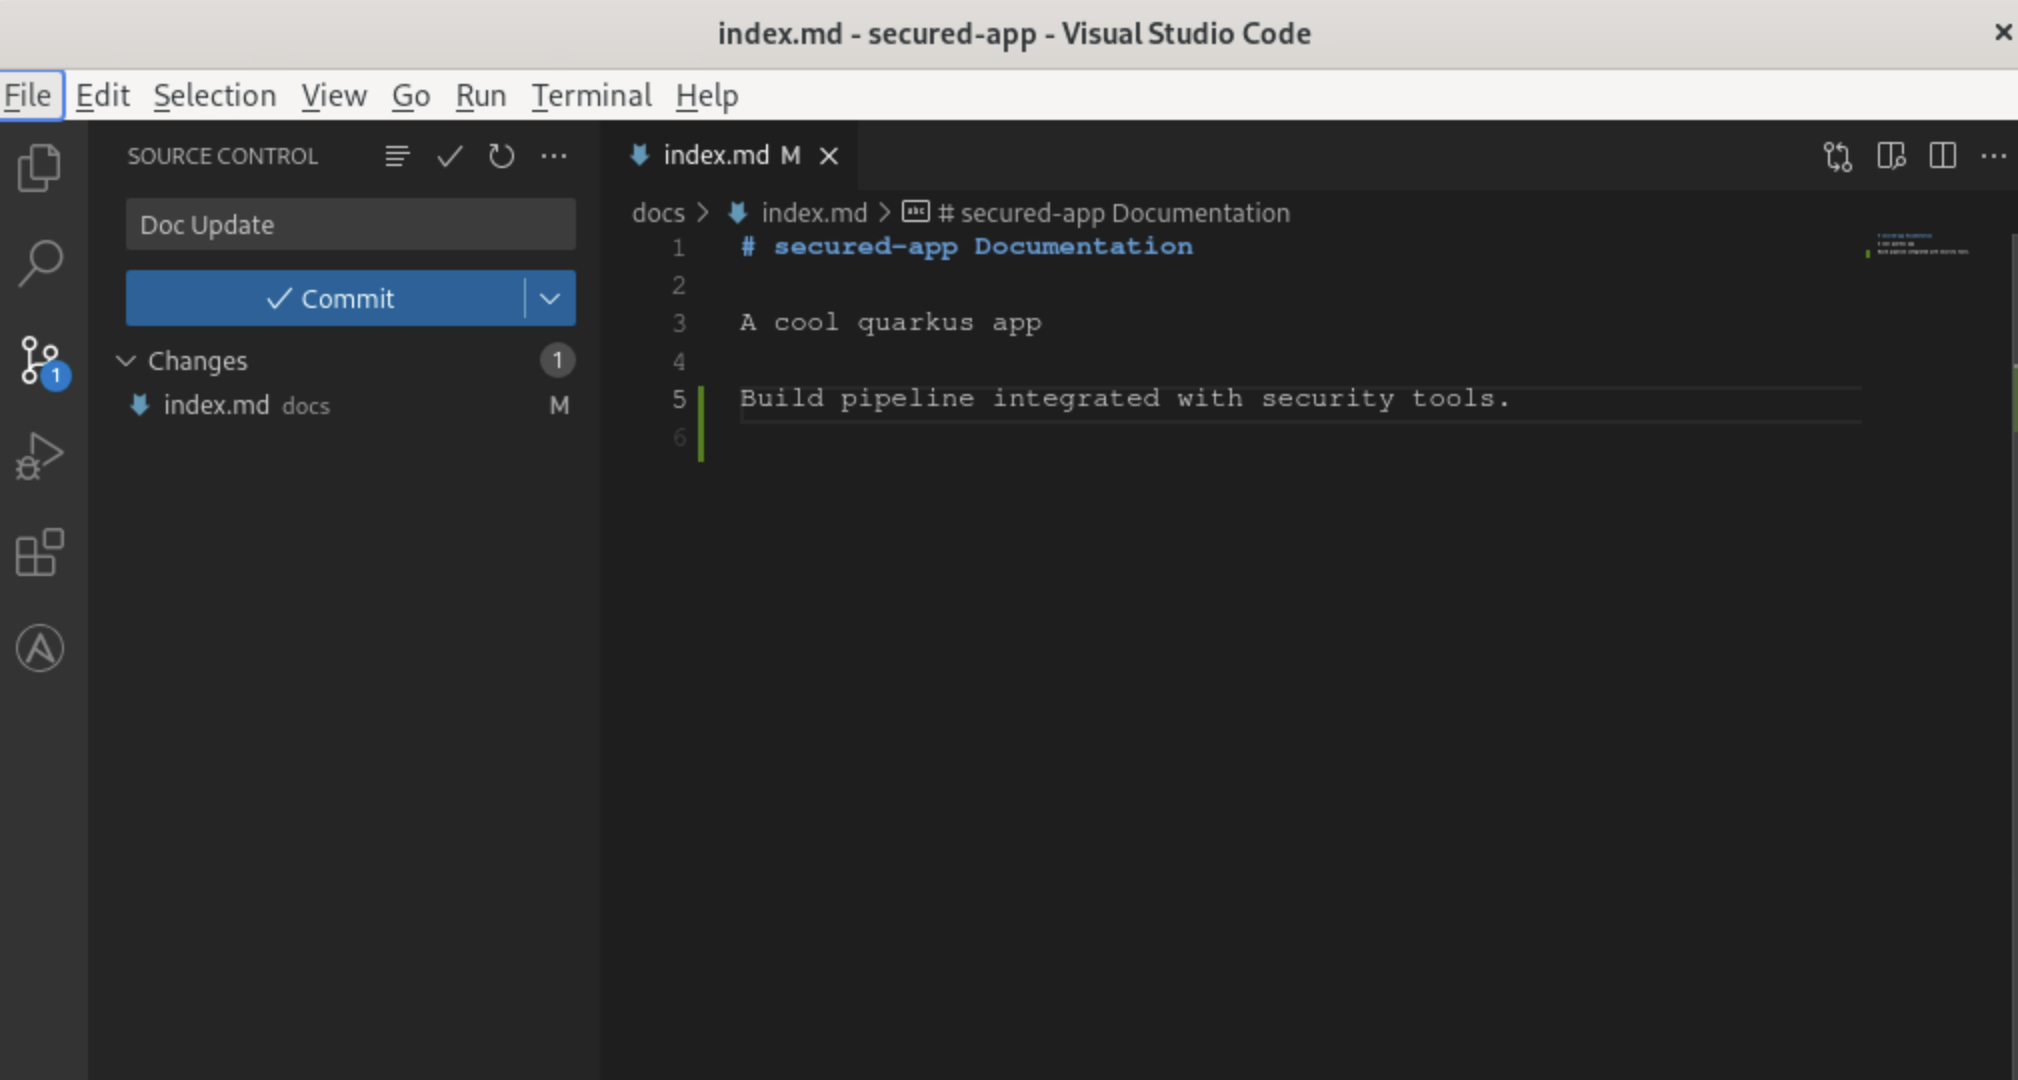 index.md - secured-app - Visual Studio Code
File Edit Selection View Go Run Terminal Help
SOURCE CONTROL
Doc Update
Commit
Changes 1
index.md docs M
1
index.md M
docs > index.md > # secured-app Documentation
1 # secured-app Documentation
2
3 A cool quarkus app
4
5 Build pipeline integrated with security tools.
6